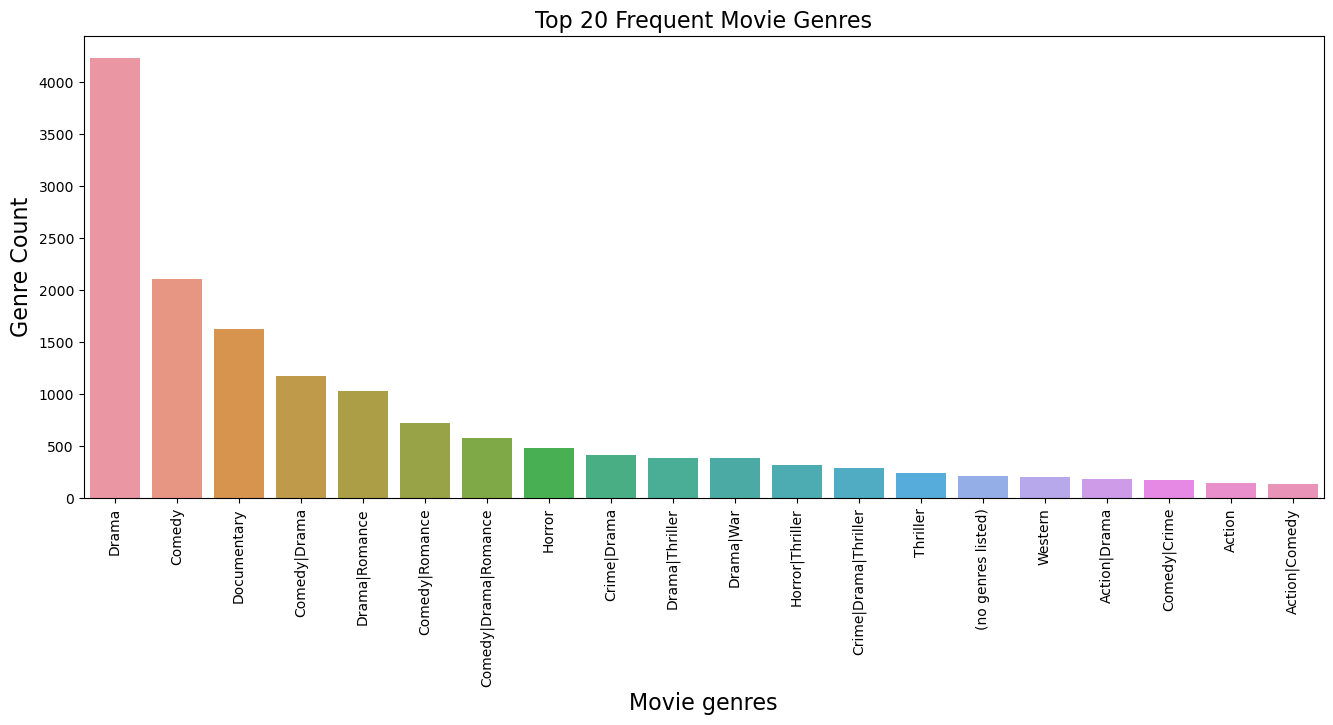 Top 20 Frequent Movie Genres
Genre Count
4000
3500
3000
2500
2000
1500
1000
500
0
Drama
Comedy
Documentary
Comedy|Drama
Drama|Romance
Comedy|Romance
Comedy|Drama|Romance
Horror
Crime|Drama
Drama|Thriller
Drama|War
Horror|Thriller
Crime|Drama|Thriller
Thriller
(no genres listed)
Western
Action|Drama
Comedy|Crime
Action
Action|Comedy
Movie genres